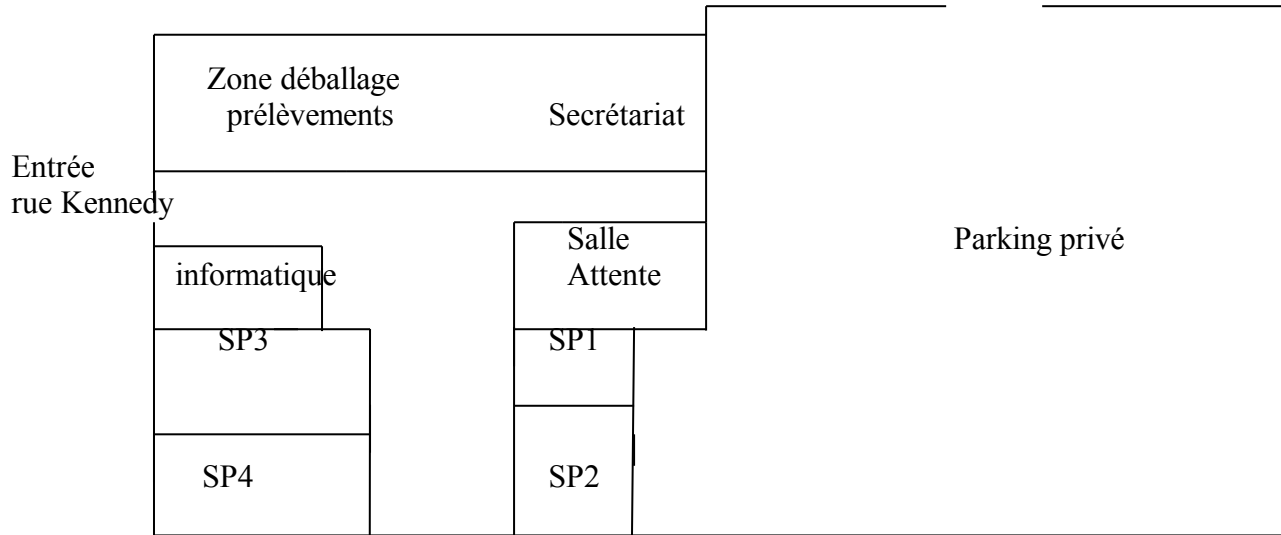 Zone déballage
prélèvements
Secrétariat
Entrée
rue Kennedy
Salle
Attente
Parking privé
informatique
SP3
SP1
SP4
SP2